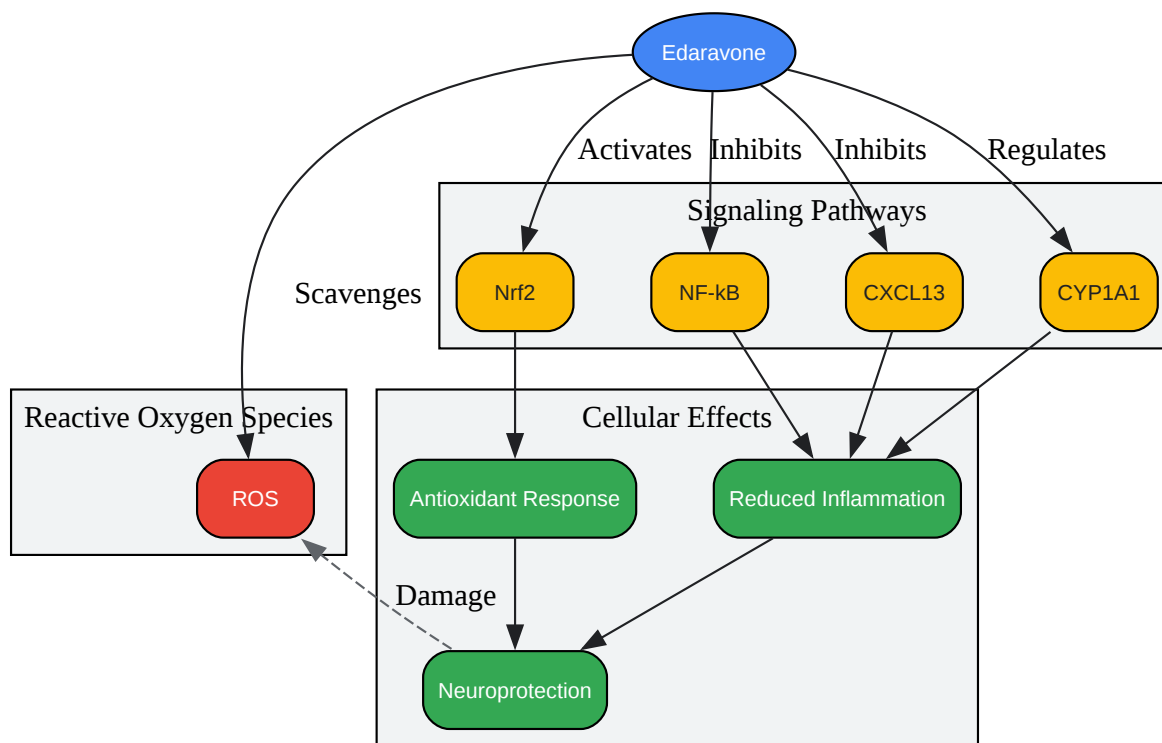 Edaravone
Activates
Inhibits
Inhibits
Regulates
Signaling Pathways
Scavenges
Nrf2
NF-kB
CXCL13
CYP1A1
Reactive Oxygen Species
Cellular Effects
ROS
Antioxidant Response
Reduced Inflammation
Damage
Neuroprotection